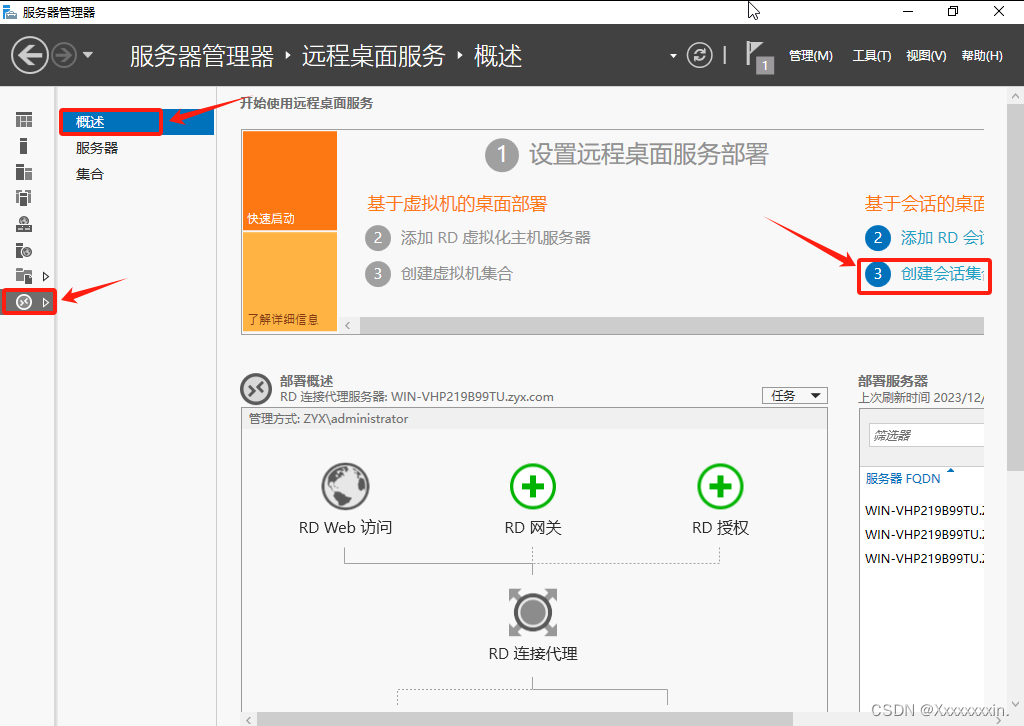 服务器管理器
服务器管理器 ‣ 远程桌面服务 ‣ 概述
1
管理(M) 工具(T) 视图(V) 帮助(H)
概述
服务器
集合
开始使用远程桌面服务
快速启动
了解详细信息
1 设置远程桌面服务部署
基于虚拟机的桌面部署
2 添加 RD 虚拟化主机服务器
3 创建虚拟机集合
基于会话的桌面
2 添加 RD 会
3 创建会话集
部署概述
RD 连接代理服务器: WIN-VHP219B99TU.zyx.com
任务
管理方式: ZYX\administrator
RD Web 访问
RD 网关
RD 授权
RD 连接代理
部署服务器
上次刷新时间 2023/12/
筛选器
服务器 FQDN
WIN-VHP219B99TU.
WIN-VHP219B99TU.
WIN-VHP219B99TU.
CSDN @Xxxxxxxxin.